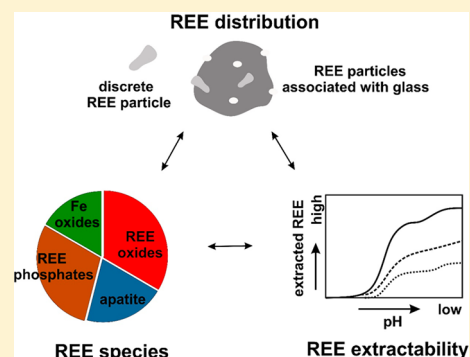 REE distribution
discrete
REE particle
REE particles
associated with glass
Fe
oxides
REE
oxides
REE
phosphates
apatite
REE species
extracted REE
high
pH
low
REE extractability